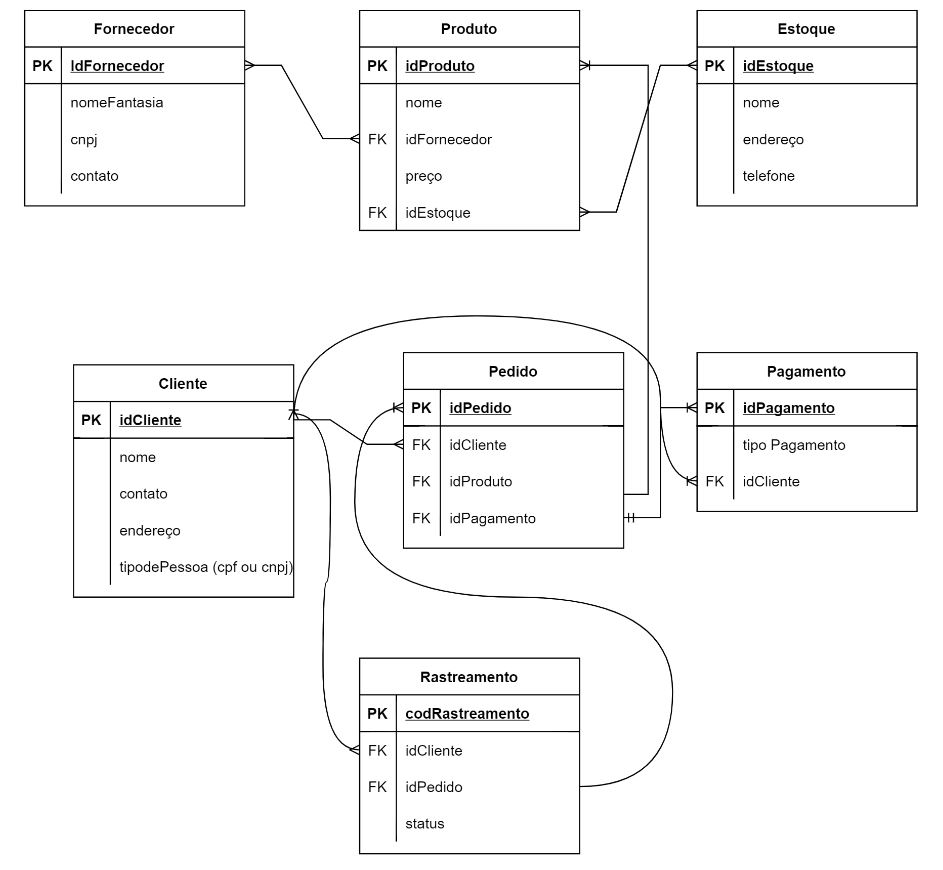 Fornecedor
PK IdFornecedor
nomeFantasia
cnpj
contato
Produto
PK idProduto
nome
FK idFornecedor
preço
FK idEstoque
Estoque
PK idEstoque
nome
endereço
telefone
Cliente
PK idCliente
nome
contato
endereço
tipodePessoa (cpf ou cnpj)
Pedido
PK idPedido
FK idCliente
FK idProduto
FK idPagamento
Pagamento
PK idPagamento
tipo Pagamento
FK idCliente
Rastreamento
PK codRastreamento
FK idCliente
FK idPedido
status